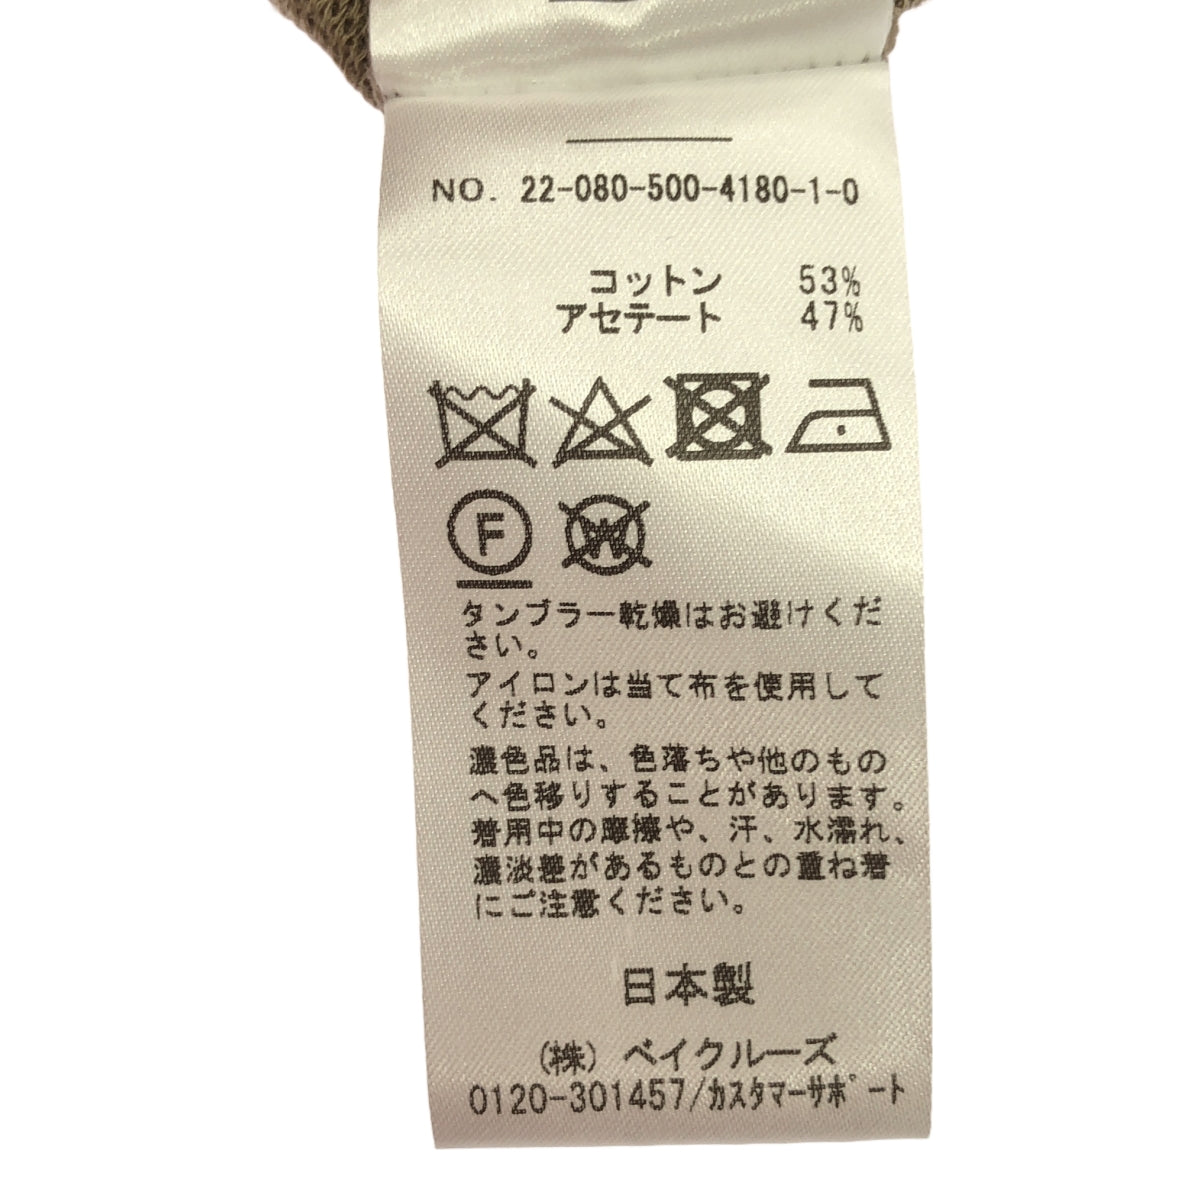 NO. 22-080-500-4180-1-0
コットン 53%
アセテート 47%
F
W
タンブラー乾燥はお避けくだ
さい。
アイロンは当て布を使用して
ください。
濃色品は、色落ちや他のもの
へ色移りすることがあります。
着用中の摩擦や、汗、水濡れ、
濃淡差があるものとの重ね着
にご注意ください。
日本製
(株) ベイクルーズ
0120-301457/ｶｽﾀﾏｰｻﾎﾟｰﾄ